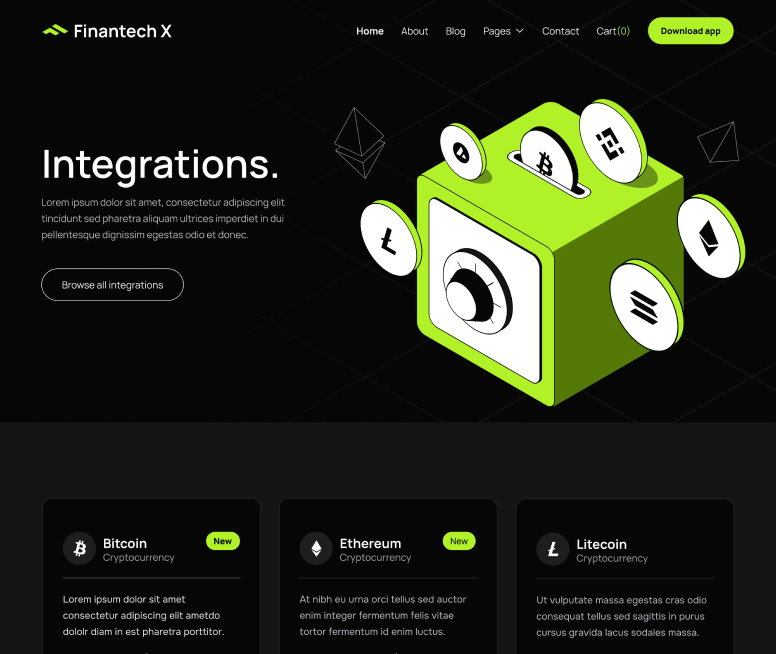 Finantech X
Home About Blog Pages Contact Cart(0) Download app
Integrations.
Lorem ipsum dolor sit amet, consectetur adipiscing elit
tincidunt sed pharetra aliquam ultrices imperdiet in dui
pellentesque dignissim egestas odio et donec.
Browse all integrations
Bitcoin
Cryptocurrency
New
Lorem ipsum dolor sit amet
consectetur adipiscing elit ametdo
dolor diam in est pharetra porttitor.
Ethereum
Cryptocurrency
New
At nibh eu urna orci tellus sed auctor
enim integer fermentum felis vitae
tortor fermentum id enim luctus.
Litecoin
Cryptocurrency
Ut vulputate massa egestas cras odio
consequat tellus sed sagittis in purus
cursus gravida lacus sodales massa.